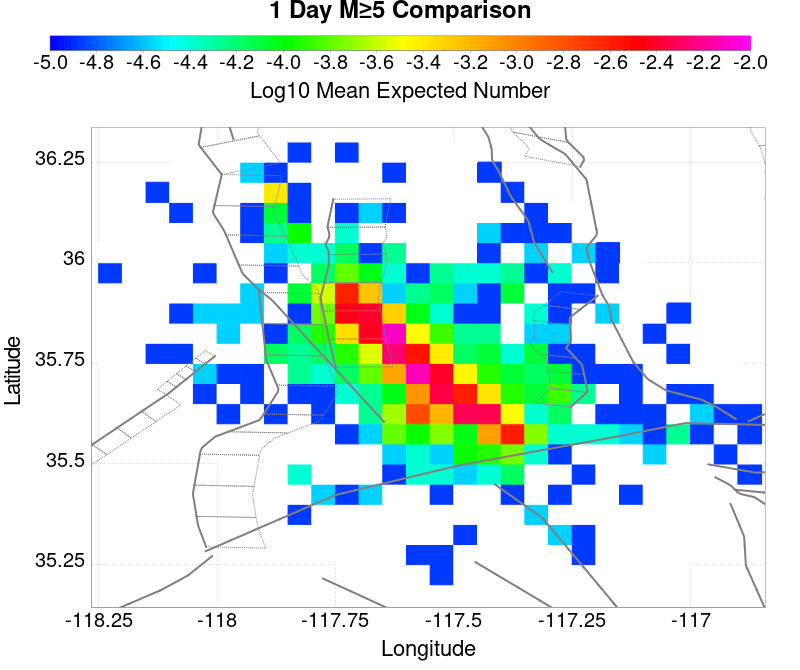 1 Day M≥5 Comparison
-5.0 -4.8 -4.6 -4.4 -4.2 -4.0 -3.8 -3.6 -3.4 -3.2 -3.0 -2.8 -2.6 -2.4 -2.2 -2.0
Log10 Mean Expected Number
36.25
36
35.75
35.5
35.25
Latitude
-118.25 -118 -117.75 -117.5 -117.25 -117
Longitude